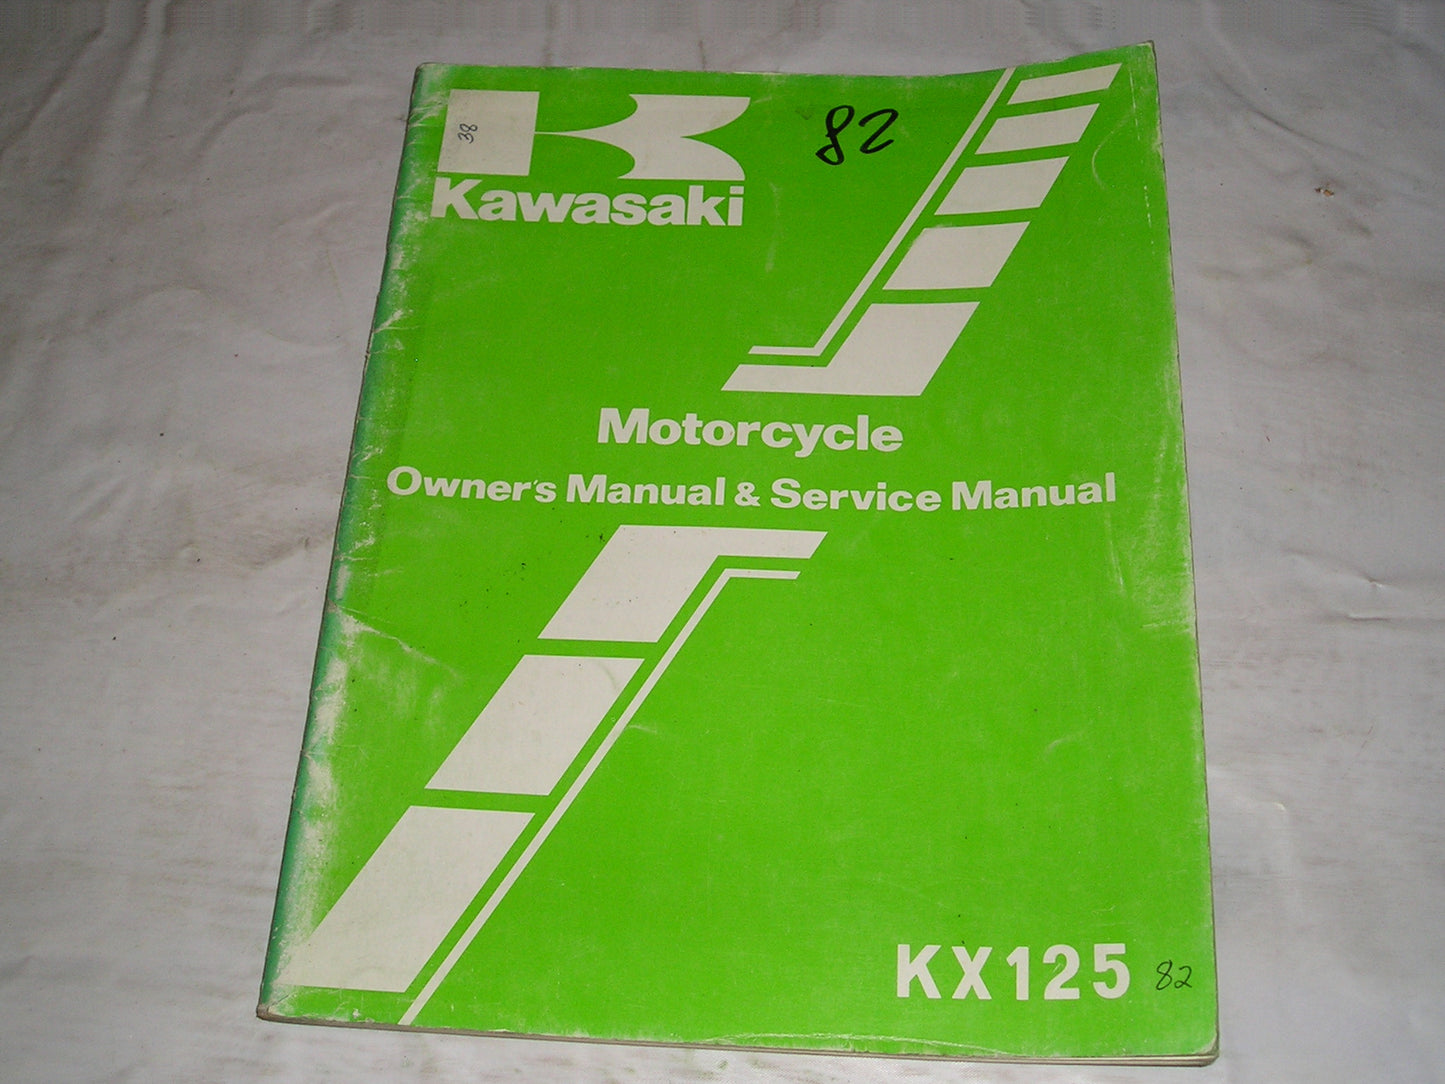 38
82
Kawasaki
Motorcycle
Owner's Manual & Service Manual
KX125 82